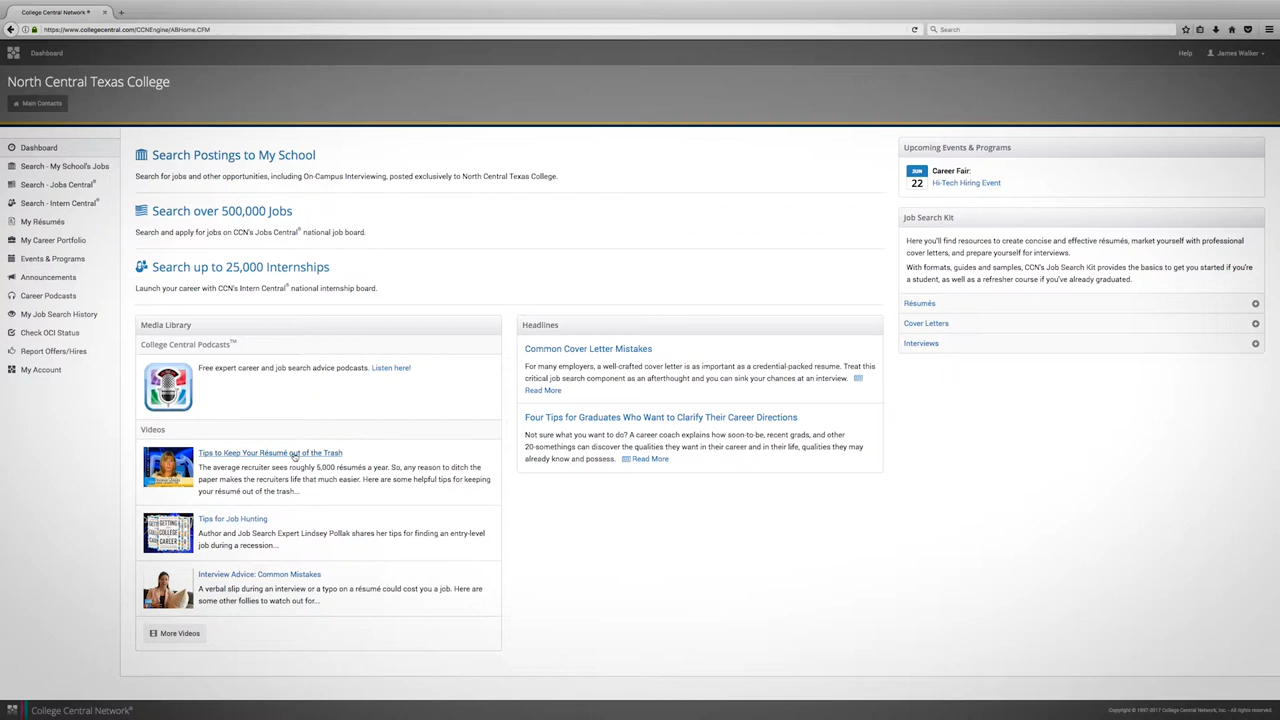 College Central Network ®
https://www.collegecentral.com/CCNEngine/ABHome.CFM
Search
Dashboard
Help
James Walker
North Central Texas College
Main Contacts
Dashboard
Search - My School's Jobs
Search - Jobs Central®
Search - Intern Central®
My Résumés
My Career Portfolio
Events & Programs
Announcements
Career Podcasts
My Job Search History
Check OCI Status
Report Offers/Hires
My Account
Search Postings to My School
Search for jobs and other opportunities, including On-Campus Interviewing, posted exclusively to North Central Texas College.
Search over 500,000 Jobs
Search and apply for jobs on CCN's Jobs Central® national job board.
Search up to 25,000 Internships
Launch your career with CCN's Intern Central® national internship board.
Media Library
College Central Podcasts™
Free expert career and job search advice podcasts. Listen here!
Videos
Tips to Keep Your Résumé out of the Trash
The average recruiter sees roughly 5,000 résumés a year. So, any reason to ditch the
paper makes the recruiters life that much easier. Here are some helpful tips for keeping
your résumé out of the trash...
Tips for Job Hunting
Author and Job Search Expert Lindsey Pollak shares her tips for finding an entry-level
job during a recession...
Interview Advice: Common Mistakes
A verbal slip during an interview or a typo on a résumé could cost you a job. Here are
some other follies to watch out for...
More Videos
Headlines
Common Cover Letter Mistakes
For many employers, a well-crafted cover letter is as important as a credential-packed resume. Treat this
critical job search component as an afterthought and you can sink your chances at an interview.
Read More
Four Tips for Graduates Who Want to Clarify Their Career Directions
Not sure what you want to do? A career coach explains how soon-to-be, recent grads, and other
20-somethings can discover the qualities they want in their career and in their life, qualities they may
already know and possess. Read More
Upcoming Events & Programs
JUN
22
Career Fair:
Hi-Tech Hiring Event
Job Search Kit
Here you'll find resources to create concise and effective résumés, market yourself with professional
cover letters, and prepare yourself for interviews.
With formats, guides and samples, CCN's Job Search Kit provides the basics to get you started if you're
a student, as well as a refresher course if you've already graduated.
Résumés
Cover Letters
Interviews
College Central Network®
Copyright © 1997-2017 College Central Network, Inc. - All rights reserved.